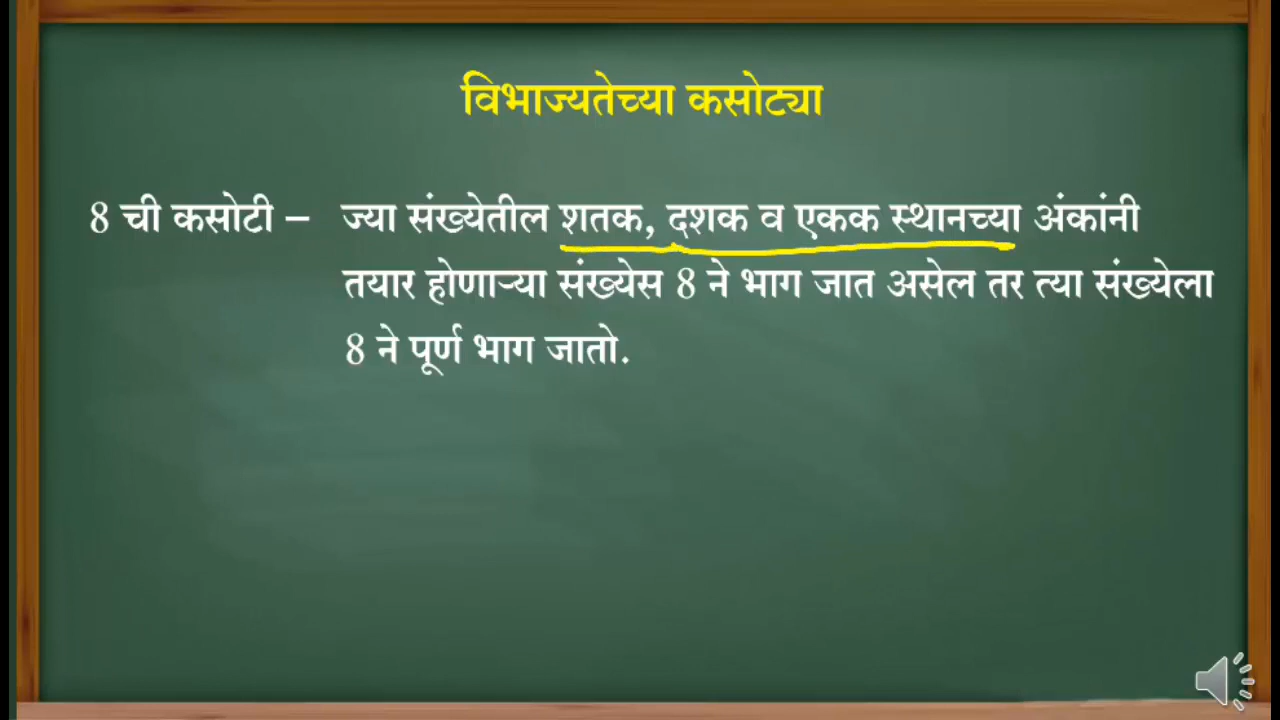 विभाज्यतेच्या कसोट्या
8 ची कसोटी – ज्या संख्येतील शतक, दशक व एकक स्थानच्या अंकांनी
तयार होणाऱ्या संख्येस 8 ने भाग जात असेल तर त्या संख्येला
8 ने पूर्ण भाग जातो.